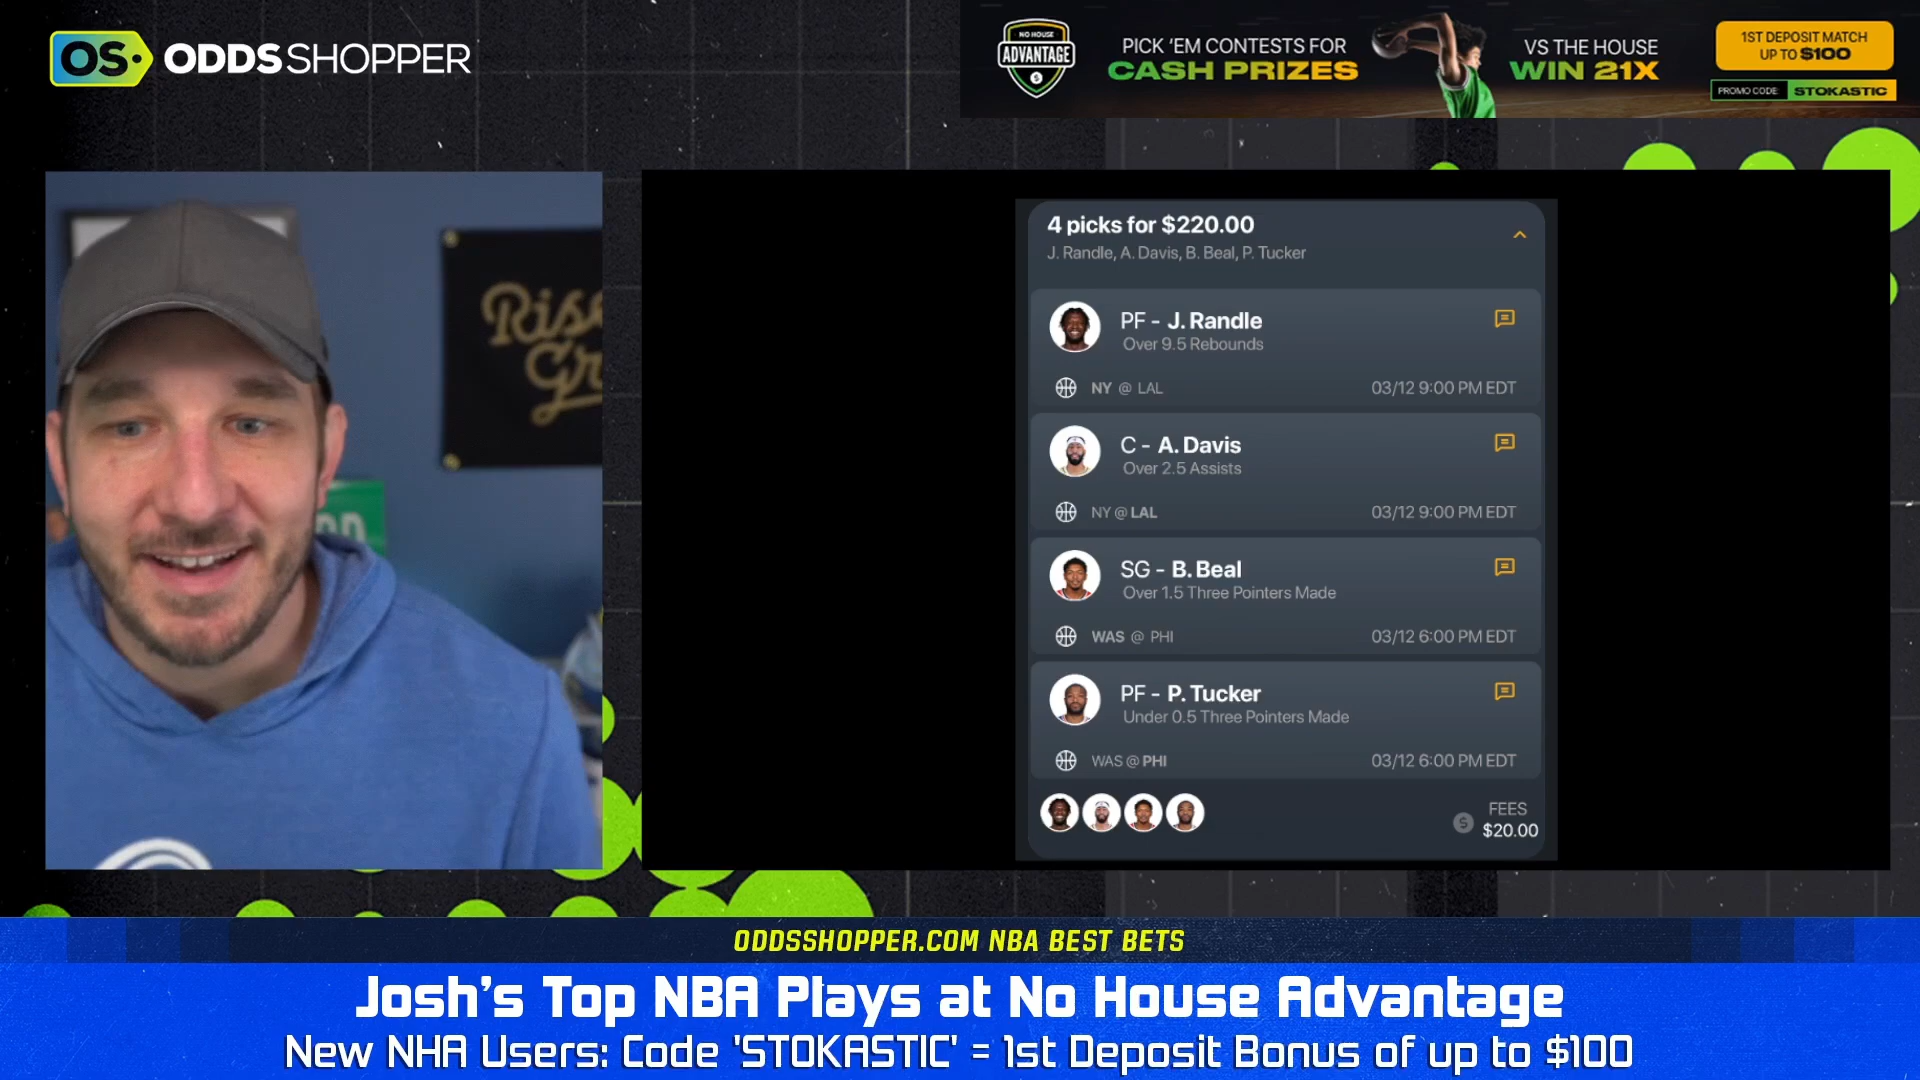 OS.
ODDSSHOPPER
NO HOUSE
ADVANTAGE
PICK 'EM CONTESTS FOR
CASH PRIZES
VS THE HOUSE
WIN 21X
1ST DEPOSIT MATCH
UP TO $100
PROMO CODE: STOKASTIC
4 picks for $220.00
J. Randle, A. Davis, B. Beal, P. Tucker
PF - J. Randle
Over 9.5 Rebounds
NY @ LAL 03/12 9:00 PM EDT
C - A. Davis
Over 2.5 Assists
NY @ LAL 03/12 9:00 PM EDT
SG - B. Beal
Over 1.5 Three Pointers Made
WAS @ PHI 03/12 6:00 PM EDT
PF - P. Tucker
Under 0.5 Three Pointers Made
WAS @ PHI 03/12 6:00 PM EDT
FEES
$20.00
ODDSSHOPPER.COM NBA BEST BETS
Josh's Top NBA Plays at No House Advantage
New NHA Users: Code 'STOKASTIC' = 1st Deposit Bonus of up to $100